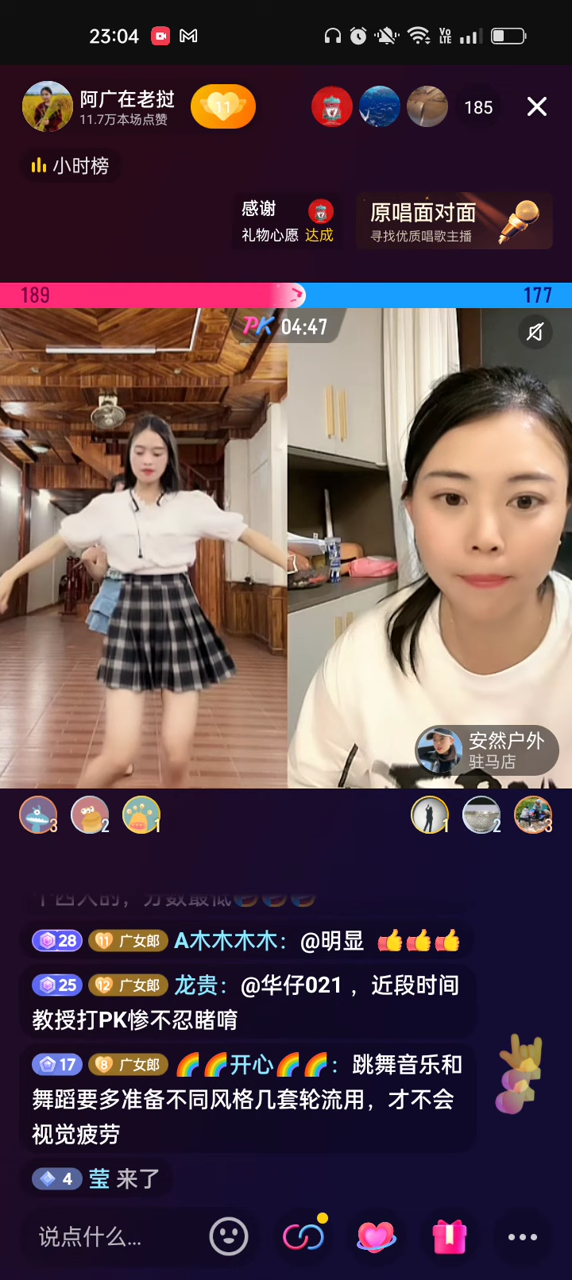 23:04
Vo
LTE
阿广在老挝
11.7万本场点赞
11
185
小时榜
感谢
礼物心愿 达成
原唱面对面
寻找优质唱歌主播
189
177
PK 04:47
安然户外
驻马店
3
2
1
1
2
3
28 11 广女郎 A木木木木：@明显 👍👍👍
25 12 广女郎 龙贵：@华仔021 ，近段时间
教授打PK惨不忍睹唷
17 8 广女郎 🌈🌈开心🌈🌈：跳舞音乐和
舞蹈要多准备不同风格几套轮流用，才不会
视觉疲劳
4 莹 来了
说点什么...